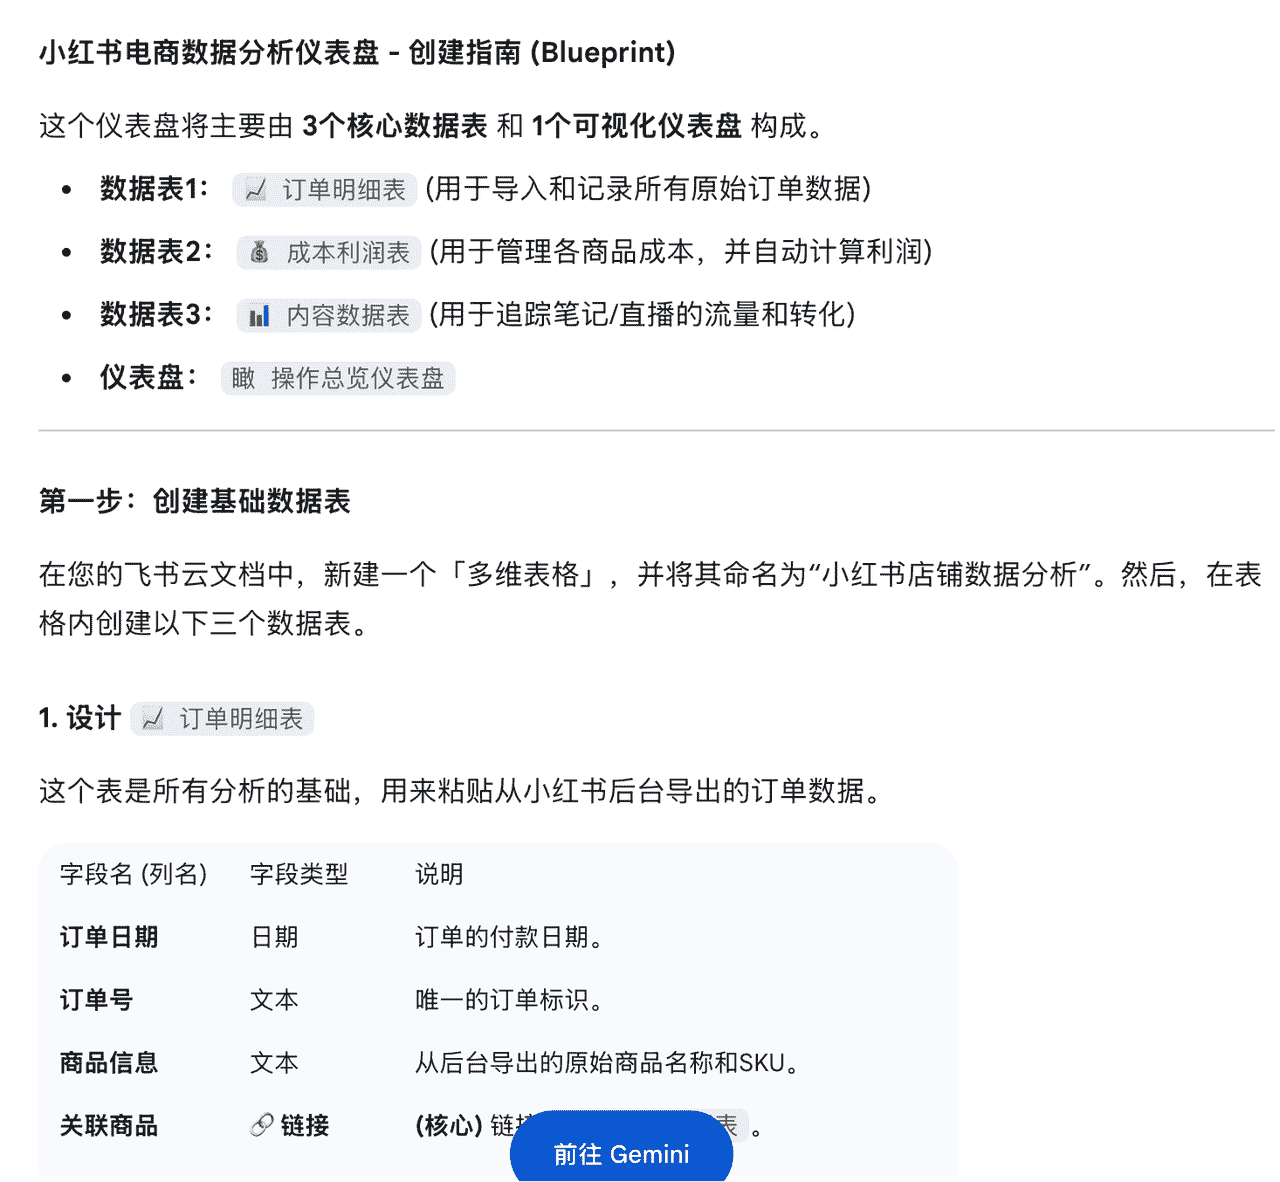 小红书电商数据分析仪表盘 - 创建指南 (Blueprint)
这个仪表盘将主要由 3个核心数据表 和 1个可视化仪表盘 构成。
• 数据表1： 📈 订单明细表 (用于导入和记录所有原始订单数据)
• 数据表2： 💰 成本利润表 (用于管理各商品成本，并自动计算利润)
• 数据表3： 📊 内容数据表 (用于追踪笔记/直播的流量和转化)
• 仪表盘： 瞰 操作总览仪表盘
第一步：创建基础数据表
在您的飞书云文档中，新建一个「多维表格」，并将其命名为“小红书店铺数据分析”。然后，在表
格内创建以下三个数据表。
1. 设计 📈 订单明细表
这个表是所有分析的基础，用来粘贴从小红书后台导出的订单数据。
字段名 (列名) 字段类型 说明
订单日期 日期 订单的付款日期。
订单号 文本 唯一的订单标识。
商品信息 文本 从后台导出的原始商品名称和SKU。
关联商品 🔗 链接 (核心) 链 表 。
前往 Gemini